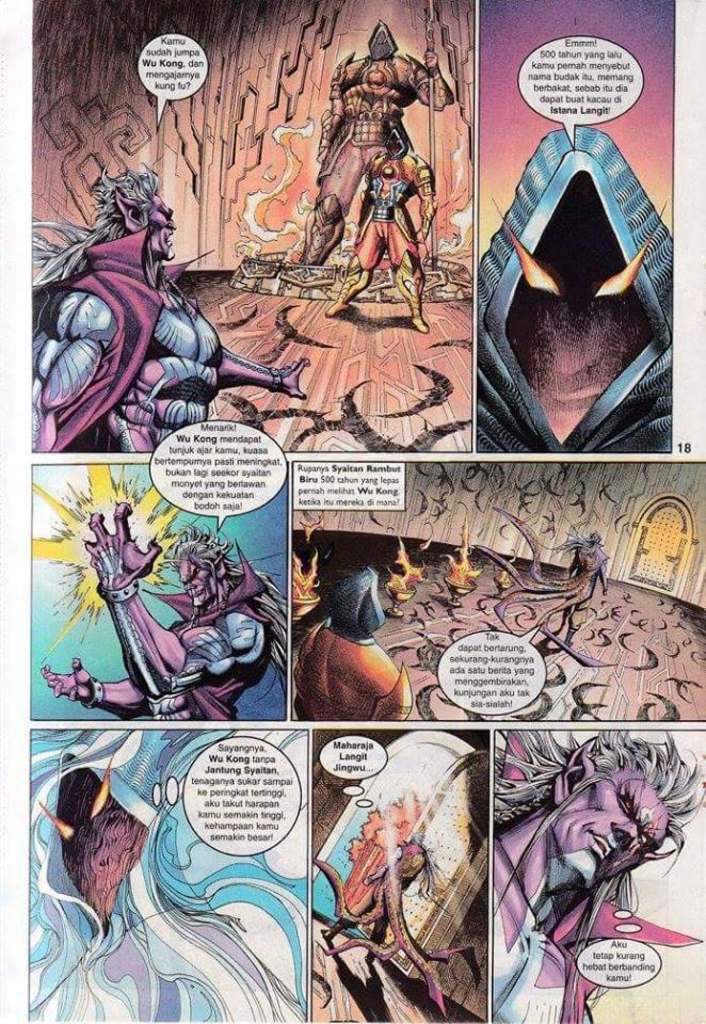 Kamu
sudah jumpa
Wu Kong, dan
mengajarnya
kung fu?
Emmm!
500 tahun yang lalu
kamu pernah menyebut
nama budak itu, memang
berbakat, sebab itu dia
dapat buat kacau di
Istana Langit!
18
Menarik!
Wu Kong mendapat
tunjuk ajar kamu, kuasa
bertempurnya pasti meningkat,
bukan lagi seekor syaitan
monyet yang berlawan
dengan kekuatan
bodoh saja!
Rupanya Syaitan Rambut
Biru 500 tahun yang lepas
pernah melihat Wu Kong,
ketika itu mereka di mana?
Tak
dapat bertarung,
sekurang-kurangnya
ada satu berita yang
menggembirakan,
kunjungan aku tak
sia-sialah!
Sayangnya,
Wu Kong tanpa
Jantung Syaitan,
tenaganya sukar sampai
ke peringkat tertinggi,
aku takut harapan
kamu semakin tinggi,
kehampaan kamu
semakin besar!
Maharaja
Langit
Jingwu...
Aku
tetap kurang
hebat berbanding
kamu!